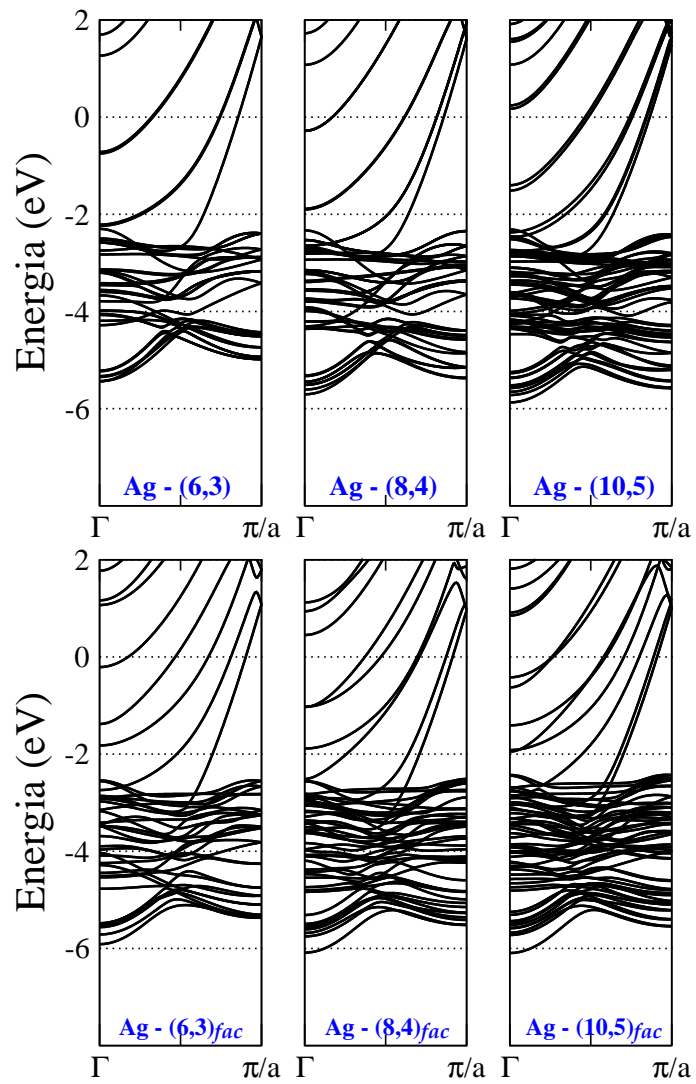 2
0
-2
-4
-6
Energia (eV)
Ag - (6,3)
Ag - (8,4)
Ag - (10,5)
Γ π/a Γ π/a Γ π/a
2
0
-2
-4
-6
Energia (eV)
Ag - (6,3)fac
Ag - (8,4)fac
Ag - (10,5)fac
Γ π/a Γ π/a Γ π/a